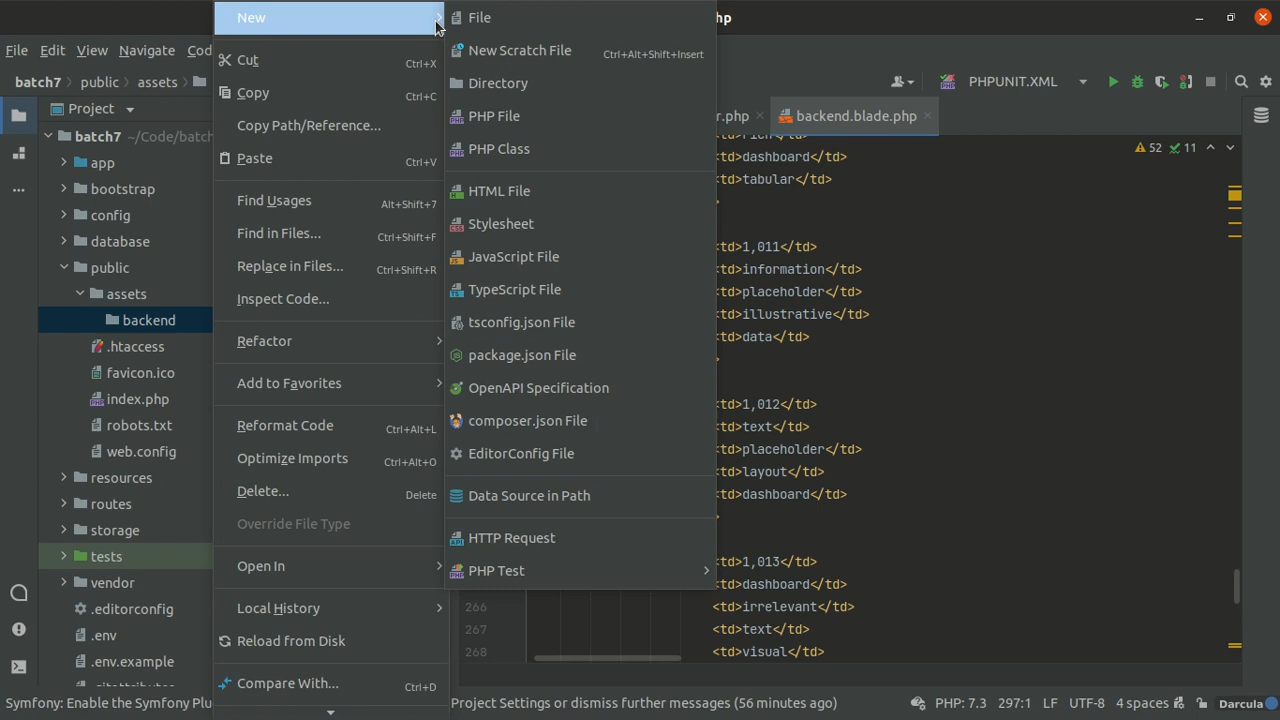 File Edit View Navigate Cod
hp
batch7 public assets
PHPUNIT.XML
Project
batch7 ~/Code/batch
app
bootstrap
config
database
public
assets
backend
.htaccess
favicon.ico
index.php
robots.txt
web.config
resources
routes
storage
tests
vendor
.editorconfig
.env
.env.example
New
Cut Ctrl+X
Copy Ctrl+C
Copy Path/Reference...
Paste Ctrl+V
Find Usages Alt+Shift+7
Find in Files... Ctrl+Shift+F
Replace in Files... Ctrl+Shift+R
Inspect Code...
Refactor
Add to Favorites
Reformat Code Ctrl+Alt+L
Optimize Imports Ctrl+Alt+O
Delete... Delete
Override File Type
Open In
Local History
Reload from Disk
Compare With... Ctrl+D
File
New Scratch File Ctrl+Alt+Shift+Insert
Directory
PHP File
PHP Class
HTML File
Stylesheet
JavaScript File
TypeScript File
tsconfig.json File
package.json File
OpenAPI Specification
composer.json File
EditorConfig File
Data Source in Path
HTTP Request
PHP Test
r.php backend.blade.php
52 11
td>dashboard</td>
td>tabular</td>
td>1,011</td>
td>information</td>
td>placeholder</td>
td>illustrative</td>
td>data</td>
td>1,012</td>
td>text</td>
td>placeholder</td>
td>layout</td>
td>dashboard</td>
td>1,013</td>
td>dashboard</td>
266 <td>irrelevant</td>
267 <td>text</td>
268 <td>visual</td>
Symfony: Enable the Symfony Plu
Project Settings or dismiss further messages (56 minutes ago)
PHP: 7.3 297:1 LF UTF-8 4 spaces Darcula